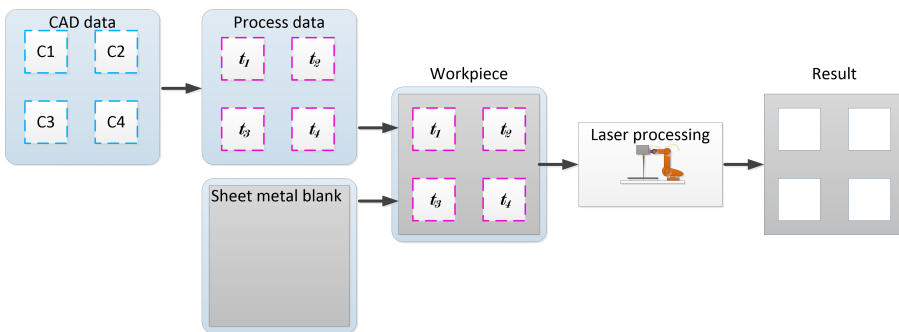 CAD data
C1 C2
C3 C4
Process data
t1 t2
t3 t4
Sheet metal blank
Workpiece
t1 t2
t3 t4
Laser processing
Result